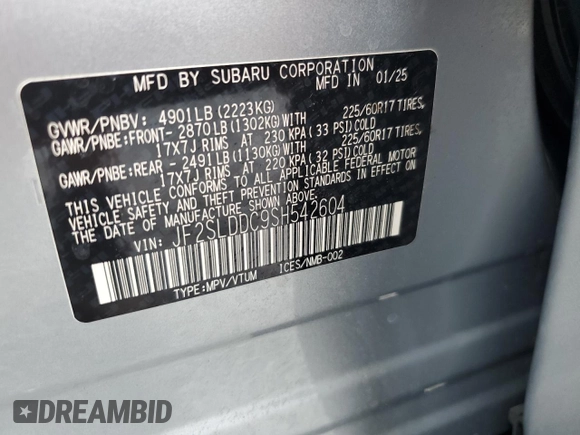 MFD BY SUBARU CORPORATION
MFD IN 01/25
GVWR/PNBV: 4901LB (2223KG)
GAWR/PNBE:FRONT- 2870LB (1302KG)WITH 225/60R17 TIRES,
17X7J RIMS AT 230 KPA (33 PSI)COLD
GAWR/PNBE:REAR - 2491LB (1130KG)WITH 225/60R17 TIRES,
17X7J RIMS AT 220 KPA (32 PSI)COLD
THIS VEHICLE CONFORMS TO ALL APPLICABLE FEDERAL MOTOR
VEHICLE SAFETY AND THEFT PREVENTION STANDARDS IN EFFECT
ON THE DATE OF MANUFACTURE SHOWN ABOVE.
VIN: JF2SLDDC9SH542604
TYPE:MPV/VTUM ICES/NMB-002
DREAMBID